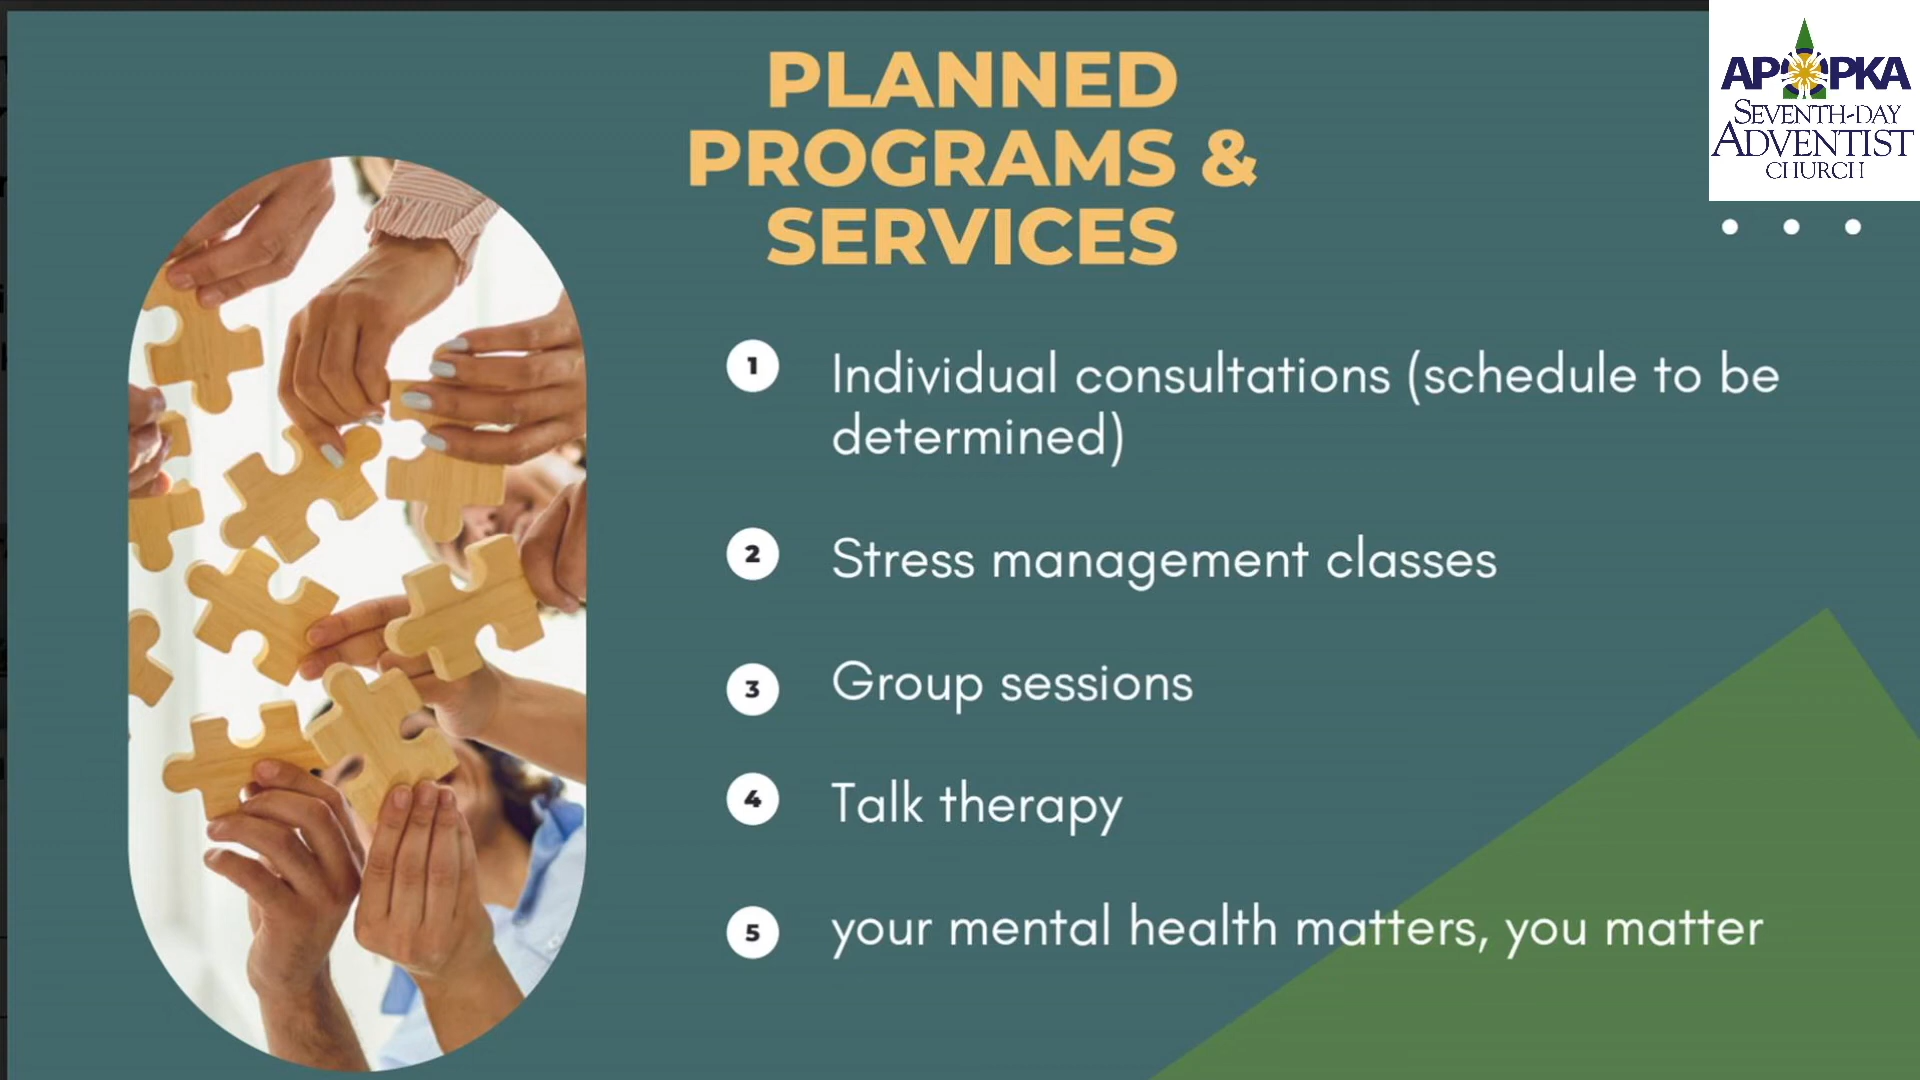 PLANNED
PROGRAMS &
SERVICES
APOPKA
SEVENTH-DAY
ADVENTIST
CHURCH
1 Individual consultations (schedule to be
determined)
2 Stress management classes
3 Group sessions
4 Talk therapy
5 your mental health matters, you matter